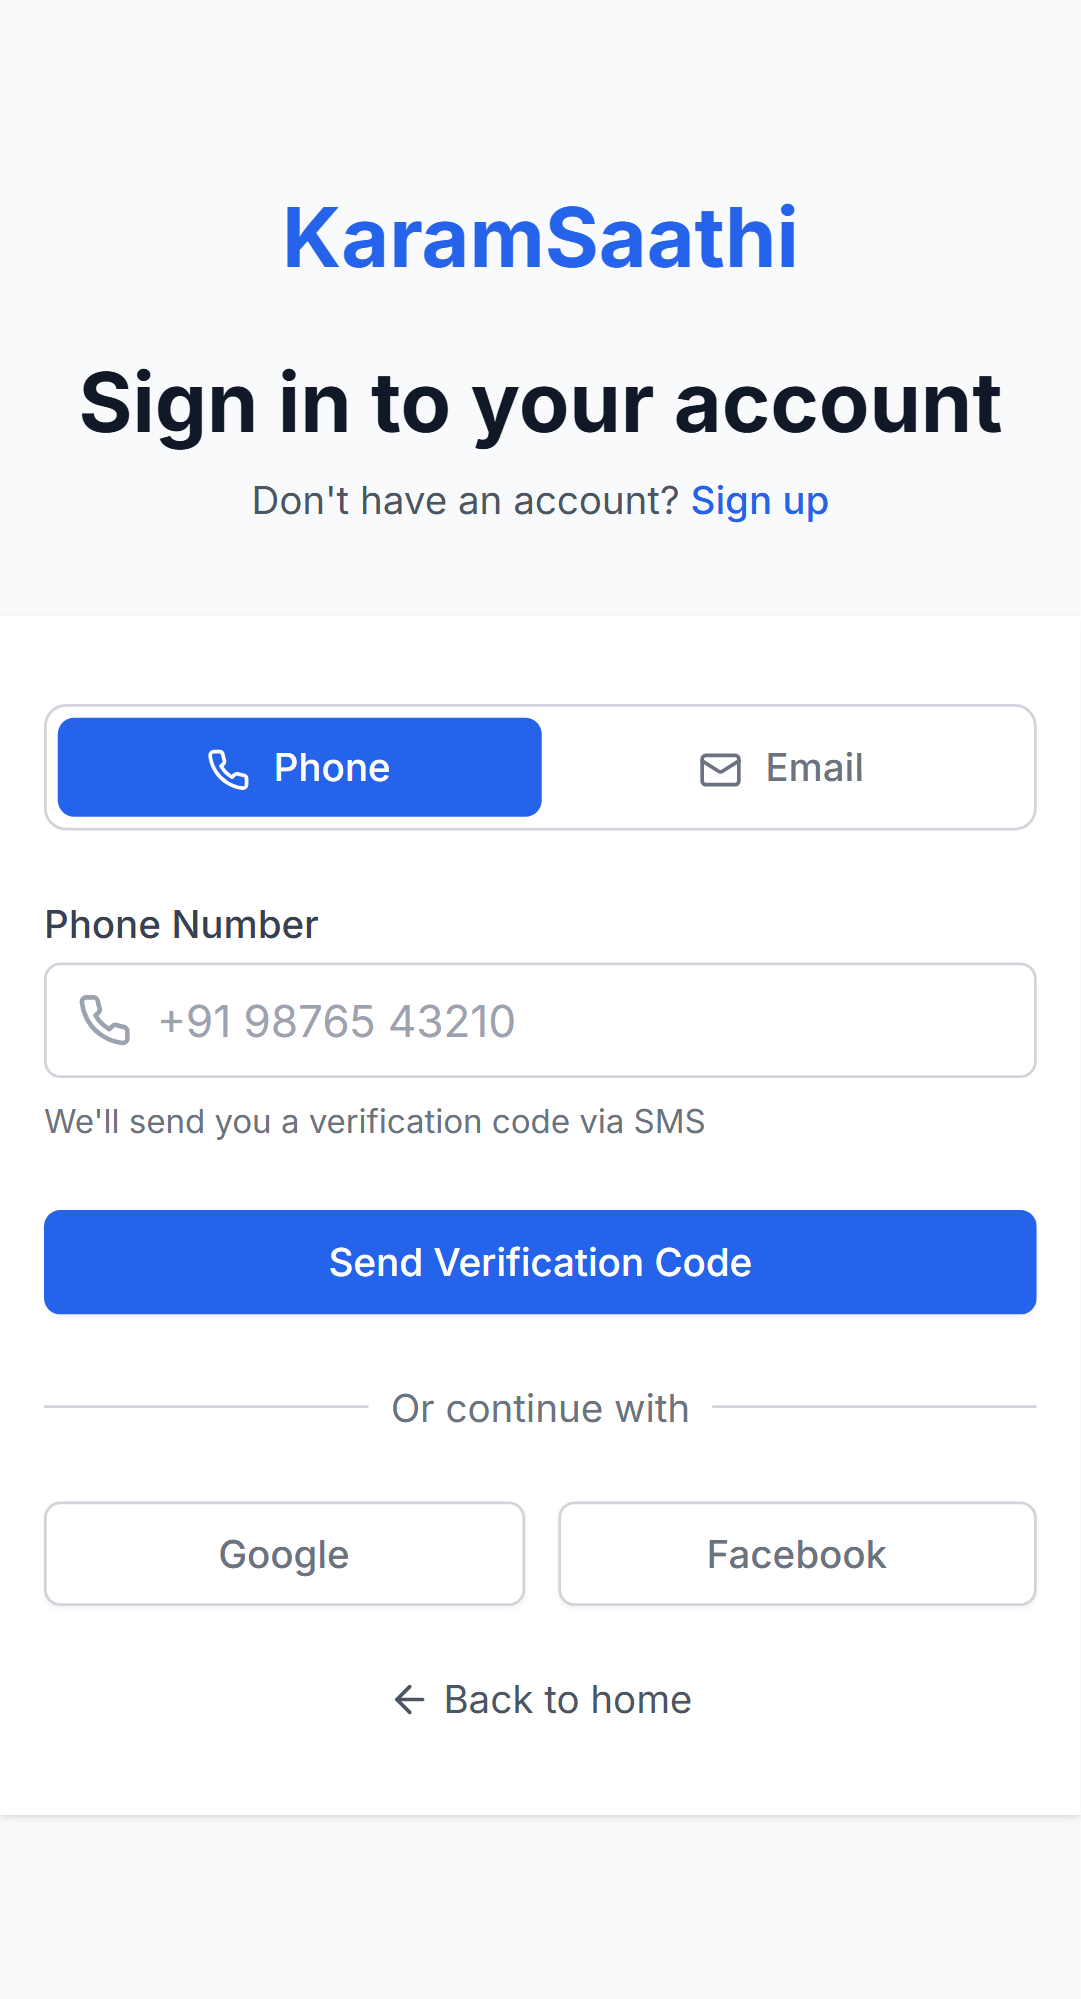 KaramSaathi
Sign in to your account
Don't have an account? Sign up
Phone
Email
Phone Number
+91 98765 43210
We'll send you a verification code via SMS
Send Verification Code
Or continue with
Google
Facebook
Back to home